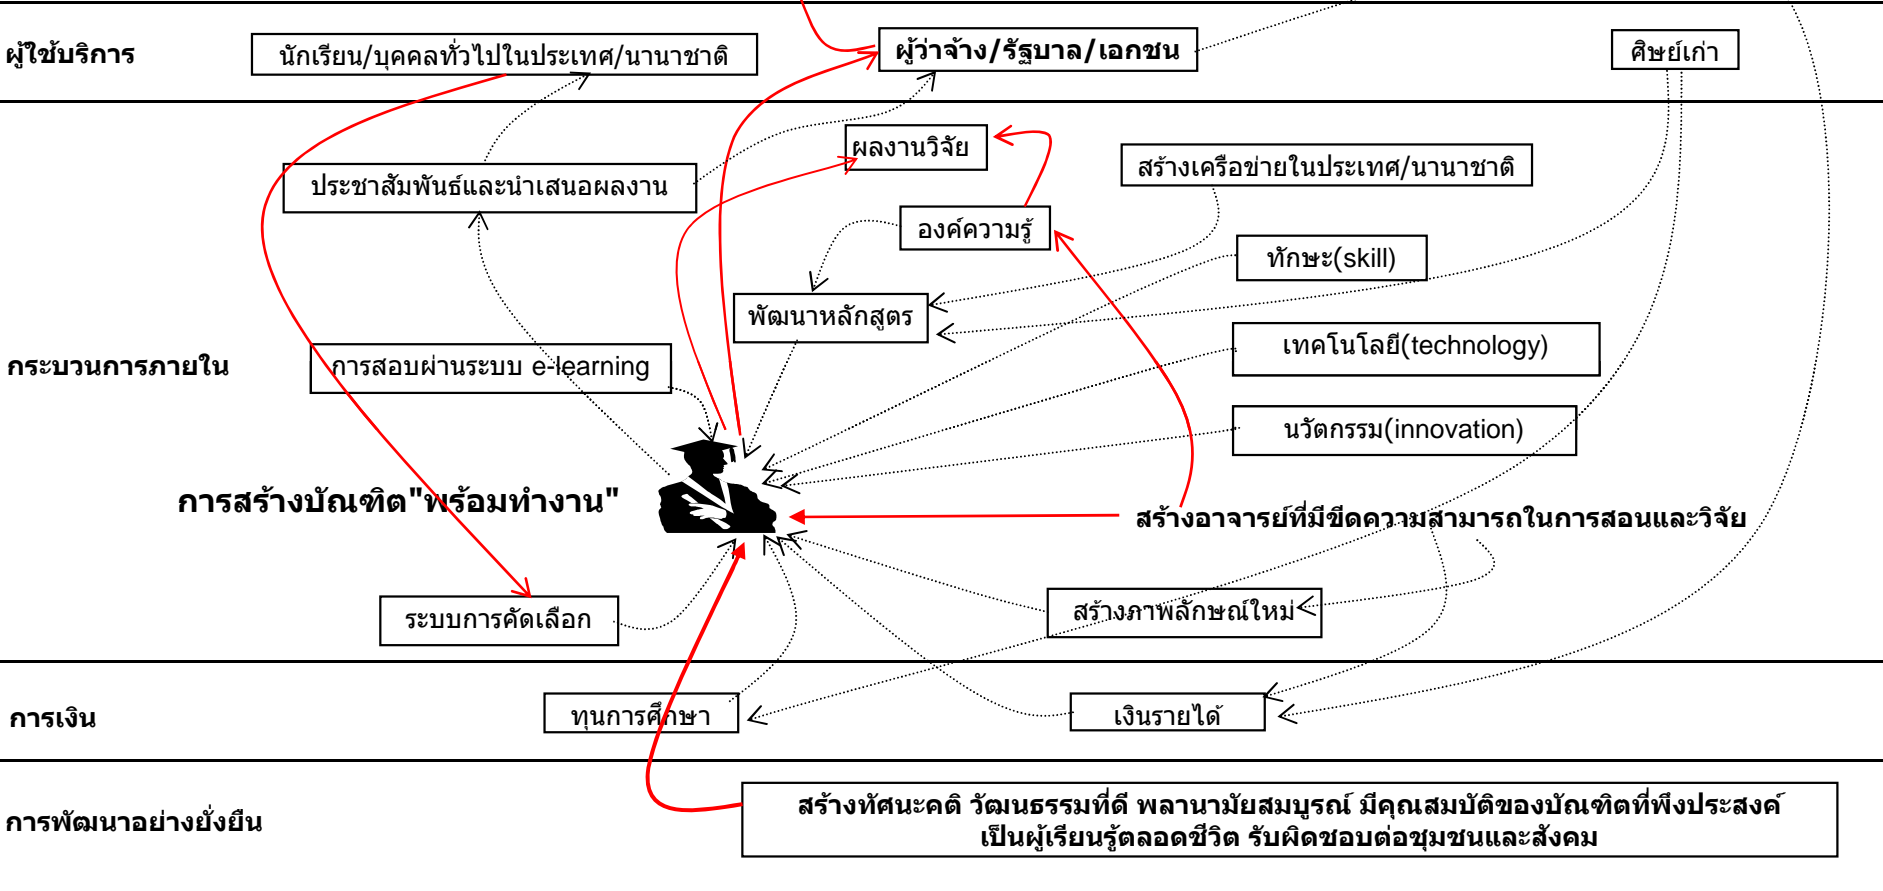 ผู้ใช้บริการ
นักเรียน/บุคคลทั่วไปในประเทศ/นานาชาติ
ผู้ว่าจ้าง/รัฐบาล/เอกชน
ศิษย์เก่า
ผลงานวิจัย
สร้างเครือข่ายในประเทศ/นานาชาติ
ประชาสัมพันธ์และนำเสนอผลงาน
องค์ความรู้
ทักษะ(skill)
พัฒนาหลักสูตร
เทคโนโลยี(technology)
กระบวนการภายใน
การสอบผ่านระบบ e-learning
นวัตกรรม(innovation)
การสร้างบัณฑิต"พร้อมทำงาน"
สร้างอาจารย์ที่มีขีดความสามารถในการสอนและวิจัย
ระบบการคัดเลือก
สร้างภาพลักษณ์ใหม่
การเงิน
ทุนการศึกษา
เงินรายได้
การพัฒนาอย่างยั่งยืน
สร้างทัศนะคติ วัฒนธรรมที่ดี พลานามัยสมบูรณ์ มีคุณสมบัติของบัณฑิตที่พึงประสงค์
เป็นผู้เรียนรู้ตลอดชีวิต รับผิดชอบต่อชุมชนและสังคม